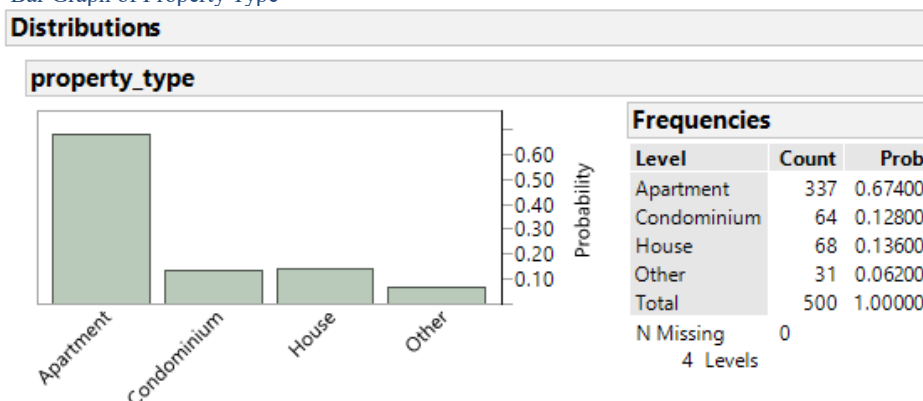 Bar Graph of Property Type
Distributions
property_type
0.60
0.50
0.40
0.30
0.20
0.10
Probability
Apartment
Condominium
House
Other
Frequencies
Level Count Prob
Apartment 337 0.67400
Condominium 64 0.12800
House 68 0.13600
Other 31 0.06200
Total 500 1.00000
N Missing 0
4 Levels